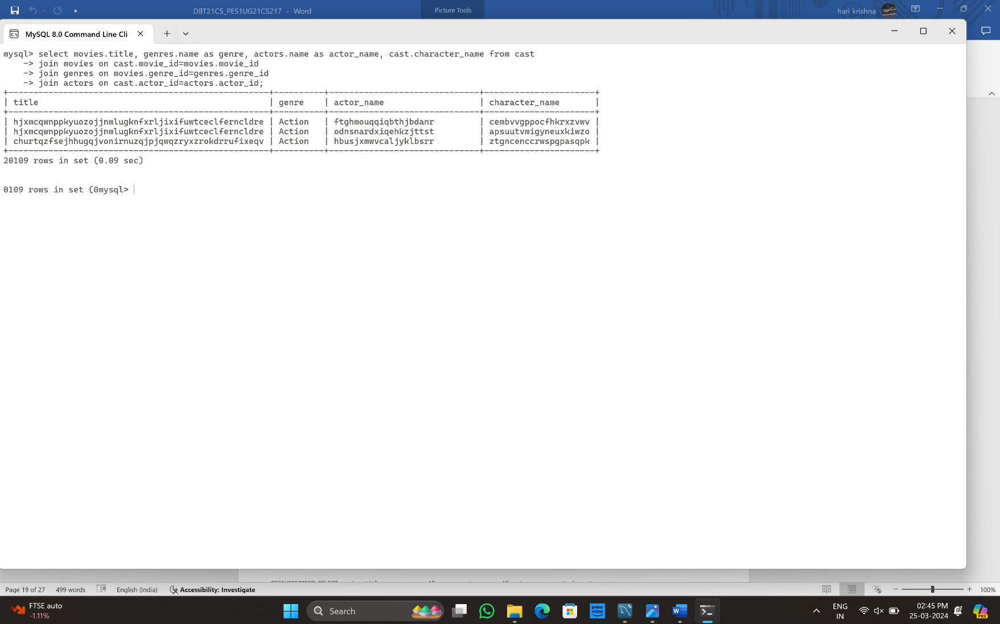 DBT21CS_PES1UG21CS217 - Word
Picture Tools
hari krishna
MySQL 8.0 Command Line Cli
mysql> select movies.title, genres.name as genre, actors.name as actor_name, cast.character_name from cast
    -> join movies on cast.movie_id=movies.movie_id
    -> join genres on movies.genre_id=genres.genre_id
    -> join actors on cast.actor_id=actors.actor_id;
| title | genre | actor_name | character_name |
| hjxmcqwnppkyuozojjnmlugknfxrljixifuwtceclferncldre | Action | ftghmouqqiqbthjbdanr | cembvvgppocfhkrxzvwv |
| hjxmcqwnppkyuozojjnmlugknfxrljixifuwtceclferncldre | Action | odnsnardxiqehkzjttst | apsuutvmigyneuxkiwzo |
| churtqzfsejhhugqjvonirnuzqjpjqwqzryxzrokdrrufixeqv | Action | hbusjxmwvcaljyklbsrr | ztgncenccrwspgpasqpk |
20109 rows in set (0.09 sec)
0109 rows in set (0mysql>
Page 19 of 27 499 words English (India) Accessibility: Investigate 100%
FTSE auto
-1.11%
Search
prime video
W
PRE
ENG
IN
02:45 PM
25-03-2024